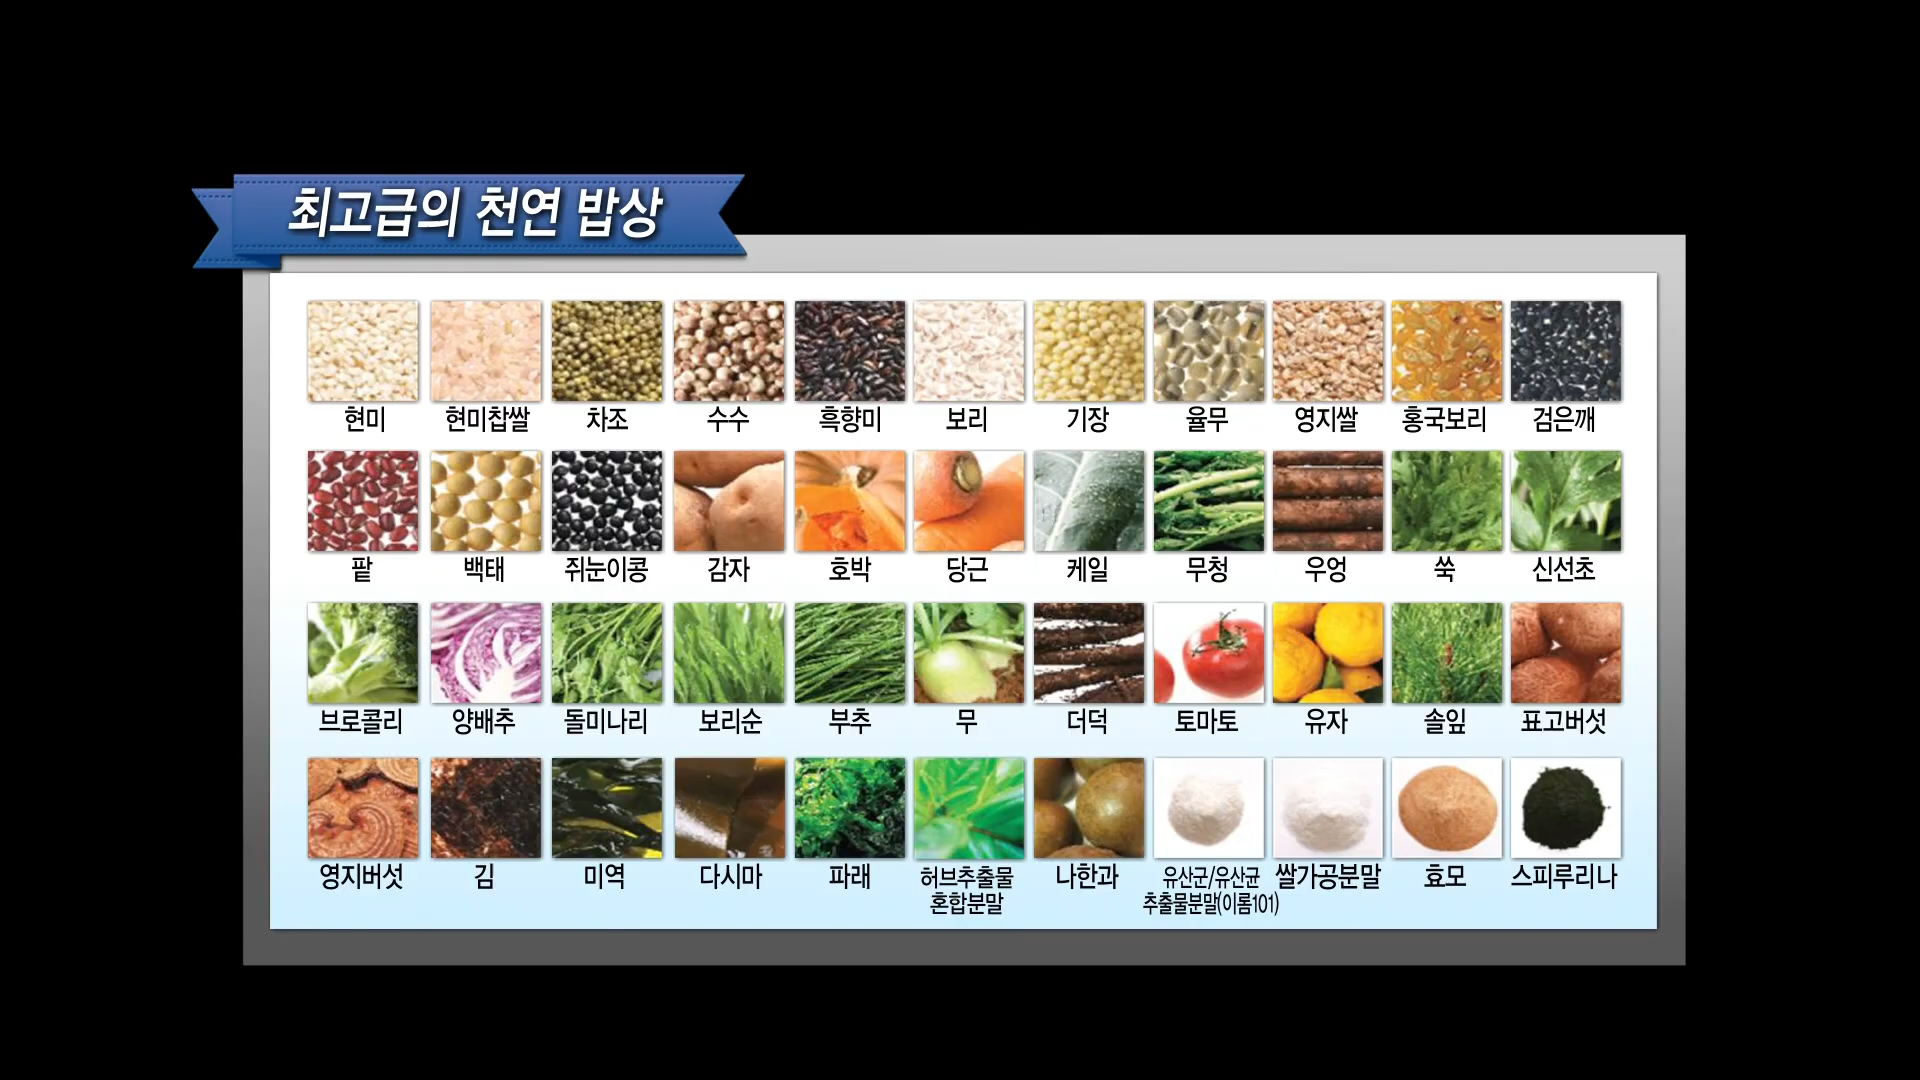 최고급의 천연 밥상
현미 현미찹쌀 차조 수수 흑향미 보리 기장 율무 영지쌀 홍국보리 검은깨
팥 백태 쥐눈이콩 감자 호박 당근 케일 무청 우엉 쑥 신선초
브로콜리 양배추 돌미나리 보리순 부추 무 더덕 토마토 유자 솔잎 표고버섯
영지버섯 김 미역 다시마 파래 허브추출물 나한과 유산군/유산균 쌀가공분말 효모 스피루리나
혼합분말 추출물분말(이롬101)